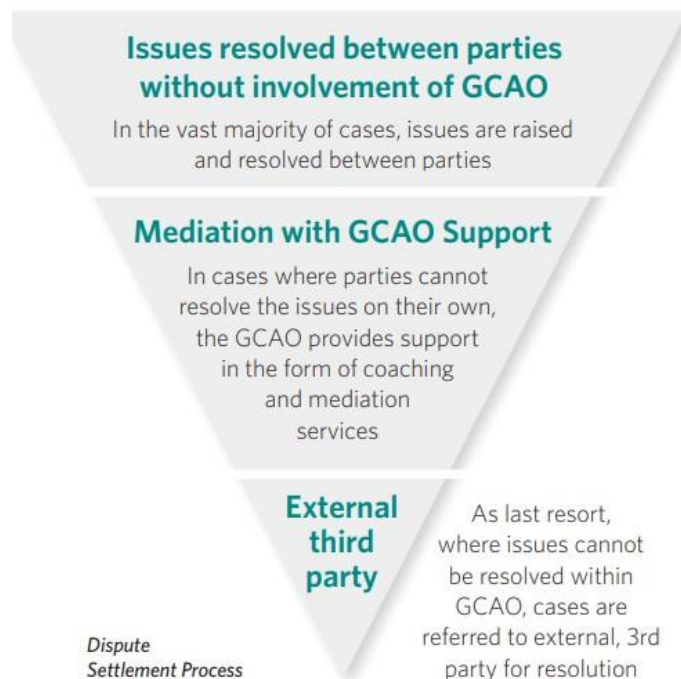 Issues resolved between parties
without involvement of GCAO
In the vast majority of cases, issues are raised
and resolved between parties
Mediation with GCAO Support
In cases where parties cannot
resolve the issues on their own,
the GCAO provides support
in the form of coaching
and mediation
services
External
third
party
As last resort,
where issues cannot
be resolved within
GCAO, cases are
referred to external, 3rd
party for resolution
Dispute
Settlement Process